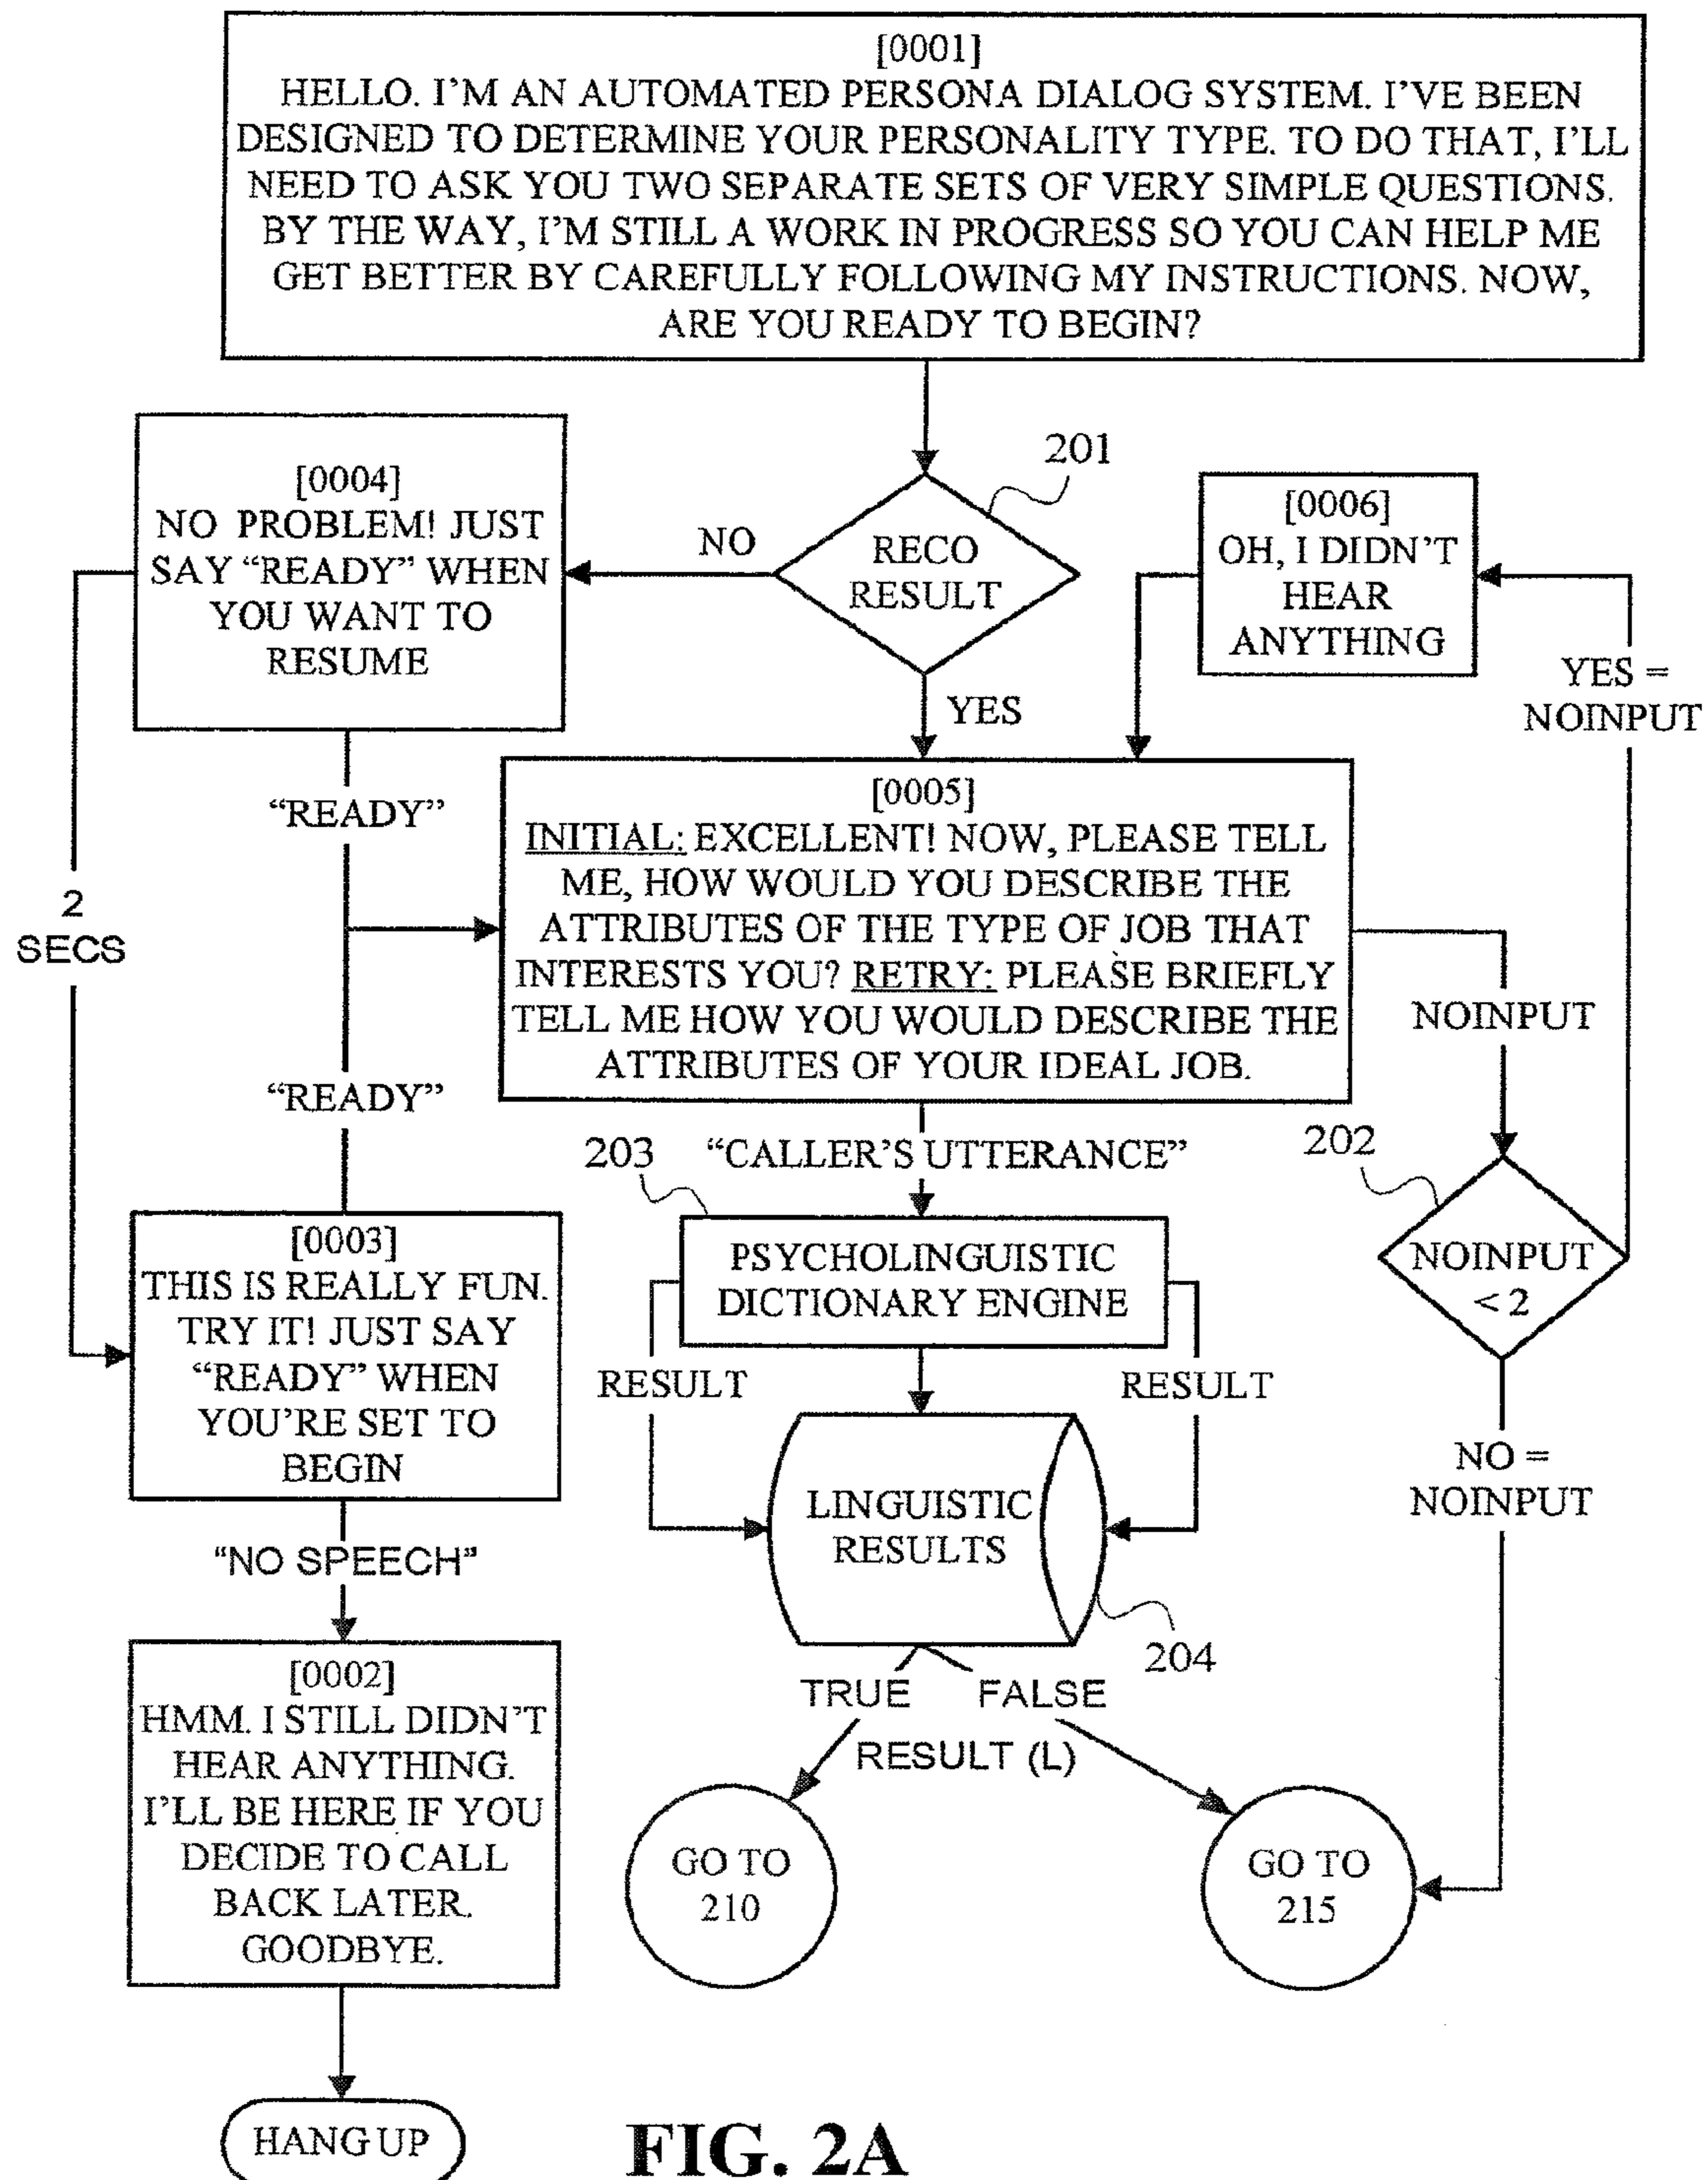 [0001]
HELLO. I'M AN AUTOMATED PERSONA DIALOG SYSTEM. I'VE BEEN
DESIGNED TO DETERMINE YOUR PERSONALITY TYPE. TO DO THAT, I'LL
NEED TO ASK YOU TWO SEPARATE SETS OF VERY SIMPLE QUESTIONS.
BY THE WAY, I'M STILL A WORK IN PROGRESS SO YOU CAN HELP ME
GET BETTER BY CAREFULLY FOLLOWING MY INSTRUCTIONS. NOW,
ARE YOU READY TO BEGIN?
201
RECO
RESULT
NO
YES
[0004]
NO PROBLEM! JUST
SAY “READY” WHEN
YOU WANT TO
RESUME
[0006]
OH, I DIDN'T
HEAR
ANYTHING
YES =
NOINPUT
“READY”
2
SECS
[0005]
INITIAL: EXCELLENT! NOW, PLEASE TELL
ME, HOW WOULD YOU DESCRIBE THE
ATTRIBUTES OF THE TYPE OF JOB THAT
INTERESTS YOU? RETRY: PLEASE BRIEFLY
TELL ME HOW YOU WOULD DESCRIBE THE
ATTRIBUTES OF YOUR IDEAL JOB.
NOINPUT
“READY”
203
“CALLER'S UTTERANCE”
202
NOINPUT
< 2
[0003]
THIS IS REALLY FUN.
TRY IT! JUST SAY
“READY” WHEN
YOU'RE SET TO
BEGIN
PSYCHOLINGUISTIC
DICTIONARY ENGINE
RESULT
RESULT
NO =
NOINPUT
LINGUISTIC
RESULTS
204
“NO SPEECH”
[0002]
HMM. I STILL DIDN'T
HEAR ANYTHING.
I'LL BE HERE IF YOU
DECIDE TO CALL
BACK LATER.
GOODBYE.
TRUE
FALSE
RESULT (L)
GO TO
210
GO TO
215
HANG UP
FIG. 2A